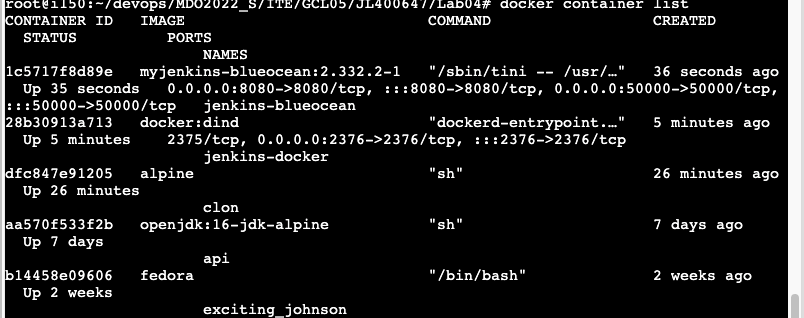 root@il50:~/devops/MDO2022_S/ITE/GCL05/JL400647/Lab04# docker container list
CONTAINER ID   IMAGE                           COMMAND                  CREATED
  STATUS          PORTS
                      NAMES
1c5717f8d89e   myjenkins-blueocean:2.332.2-1   "/sbin/tini -- /usr/…"   36 seconds ago
  Up 35 seconds   0.0.0.0:8080->8080/tcp, :::8080->8080/tcp, 0.0.0.0:50000->50000/tcp,
:::50000->50000/tcp   jenkins-blueocean
28b30913a713   docker:dind                     "dockerd-entrypoint.…"   5 minutes ago
  Up 5 minutes    2375/tcp, 0.0.0.0:2376->2376/tcp, :::2376->2376/tcp
                      jenkins-docker
dfc847e91205   alpine                          "sh"                     26 minutes ago
  Up 26 minutes
                      clon
aa570f533f2b   openjdk:16-jdk-alpine           "sh"                     7 days ago
  Up 7 days
                      api
b14458e09606   fedora                          "/bin/bash"              2 weeks ago
  Up 2 weeks
                      exciting_johnson